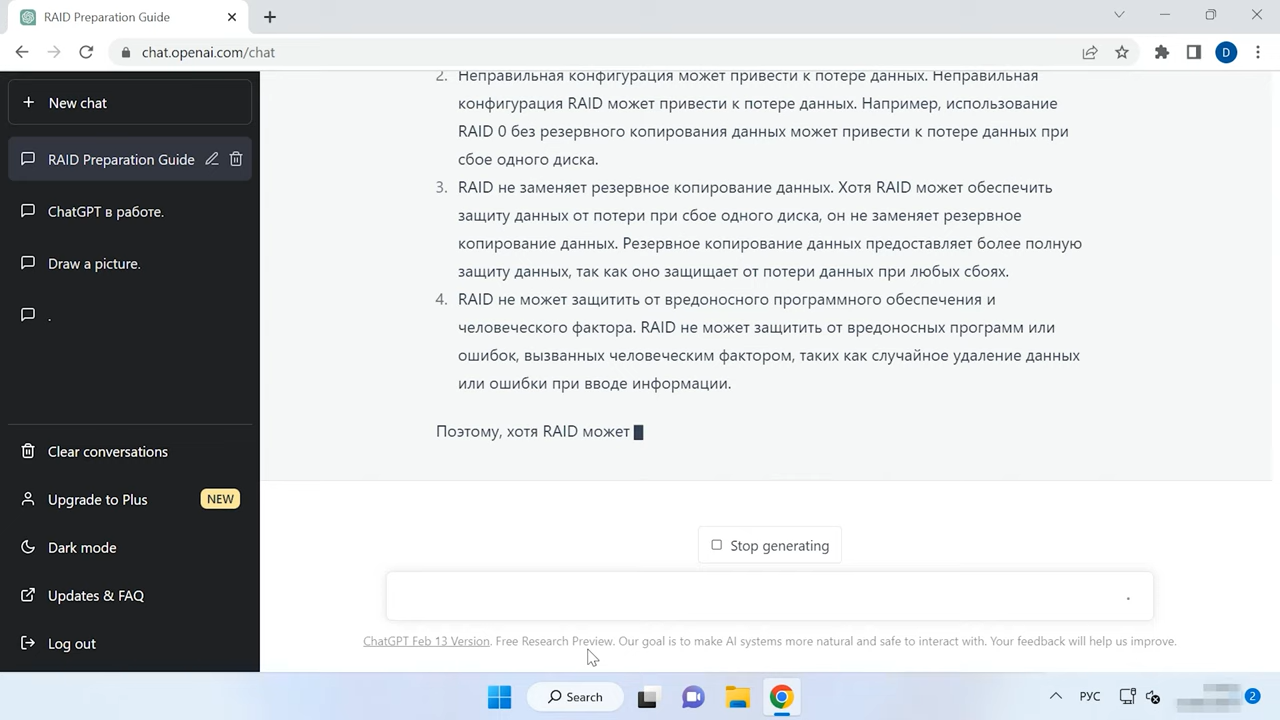 RAID Preparation Guide
chat.openai.com/chat
D
New chat
RAID Preparation Guide
ChatGPT в работе.
Draw a picture.
.
Clear conversations
Upgrade to Plus NEW
Dark mode
Updates & FAQ
Log out
2. Неправильная конфигурация может привести к потере данных. Неправильная
конфигурация RAID может привести к потере данных. Например, использование
RAID 0 без резервного копирования данных может привести к потере данных при
сбое одного диска.
3. RAID не заменяет резервное копирование данных. Хотя RAID может обеспечить
защиту данных от потери при сбое одного диска, он не заменяет резервное
копирование данных. Резервное копирование данных предоставляет более полную
защиту данных, так как оно защищает от потери данных при любых сбоях.
4. RAID не может защитить от вредоносного программного обеспечения и
человеческого фактора. RAID не может защитить от вредоносных программ или
ошибок, вызванных человеческим фактором, таких как случайное удаление данных
или ошибки при вводе информации.
Поэтому, хотя RAID может
Stop generating
ChatGPT Feb 13 Version. Free Research Preview. Our goal is to make AI systems more natural and safe to interact with. Your feedback will help us improve.
Search
РУС
2